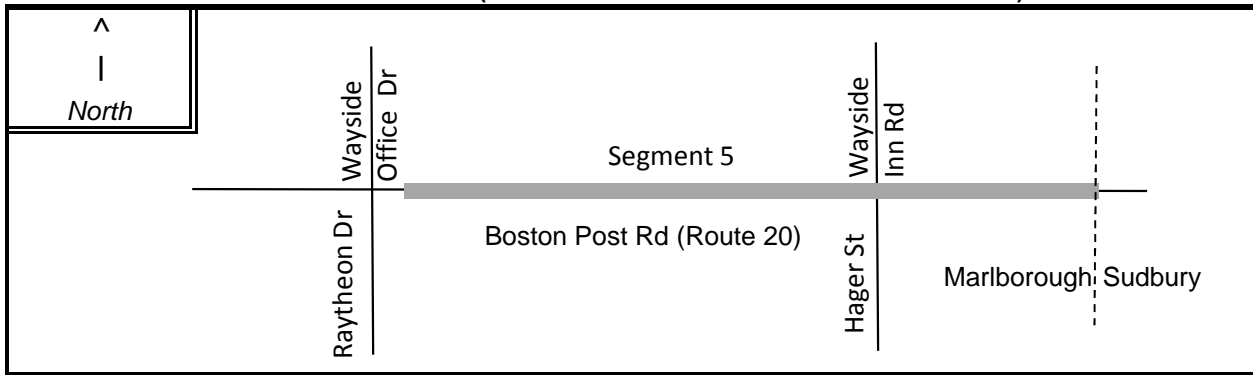 ^
|
North
Wayside
Office Dr
Segment 5
Wayside
Inn Rd
Raytheon Dr
Boston Post Rd (Route 20)
Hager St
Marlborough
Sudbury